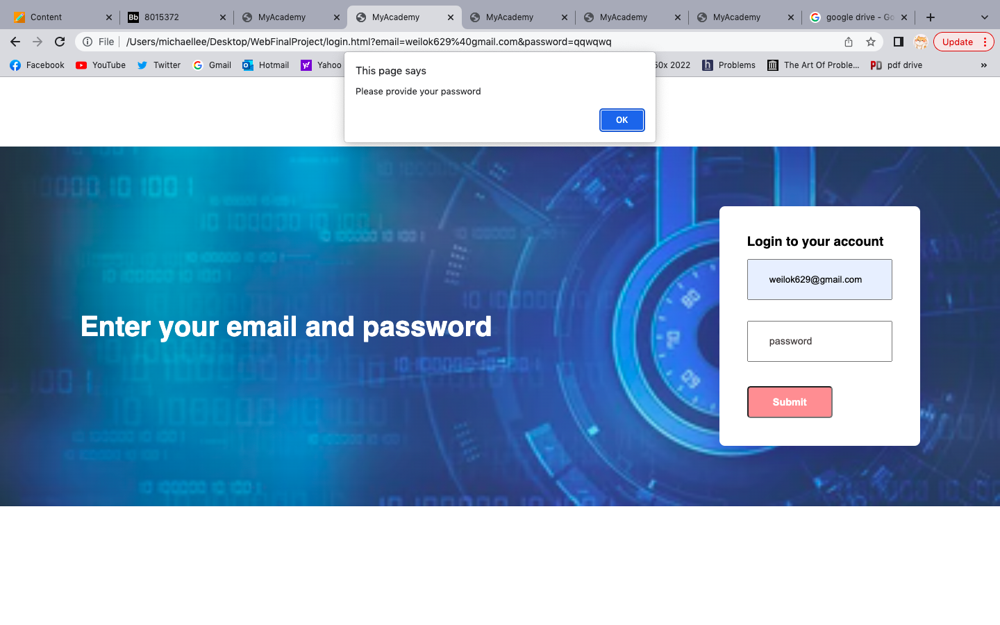 Content
8015372
MyAcademy
MyAcademy
MyAcademy
MyAcademy
MyAcademy
google drive - Go
File
/Users/michaellee/Desktop/WebFinalProject/login.html?email=weilok629%40gmail.com&password=qqwqwq
Update
Facebook
YouTube
Twitter
Gmail
Hotmail
Yahoo
50x 2022
Problems
The Art Of Proble...
pdf drive
This page says
Please provide your password
OK
Login to your account
weilok629@gmail.com
Enter your email and password
password
Submit